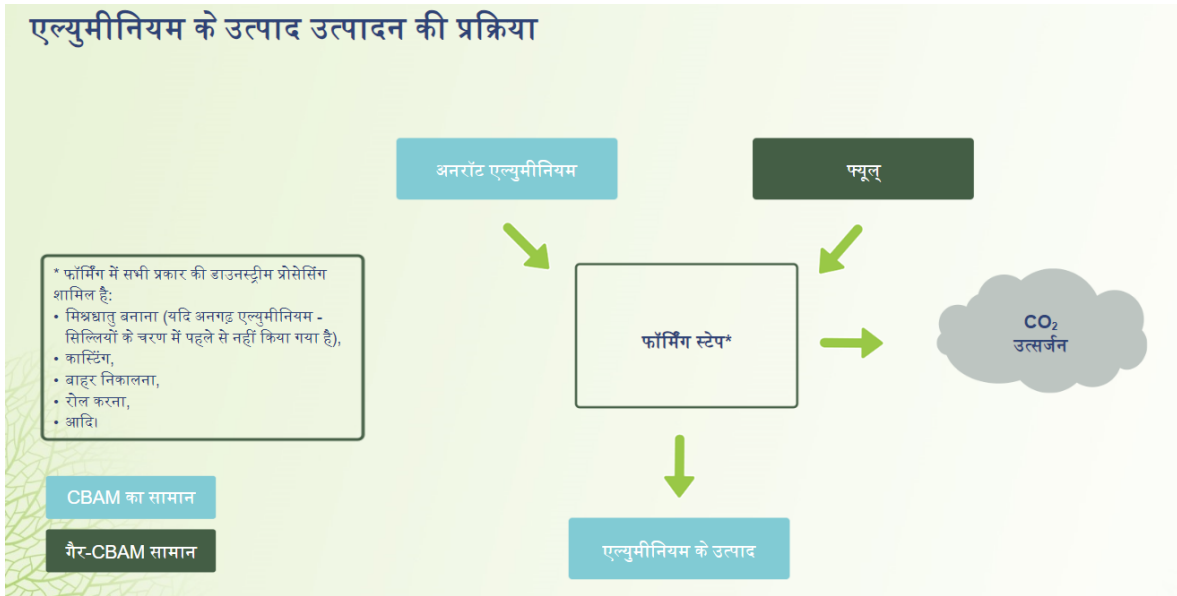 एल्युमीनियम के उत्पाद उत्पादन की प्रक्रिया
अनरॉट एल्युमीनियम
फ्यूल्
* फॉर्मिंग में सभी प्रकार की डाउनस्ट्रीम प्रोसेसिंग
शामिल है:
• मिश्रधातु बनाना (यदि अनगढ़ एल्युमीनियम -
सिल्लियों के चरण में पहले से नहीं किया गया है),
• कास्टिंग,
• बाहर निकालना,
• रोल करना,
• आदि।
फॉर्मिंग स्टेप*
CO₂
उत्सर्जन
CBAM का सामान
गैर-CBAM सामान
एल्युमीनियम के उत्पाद